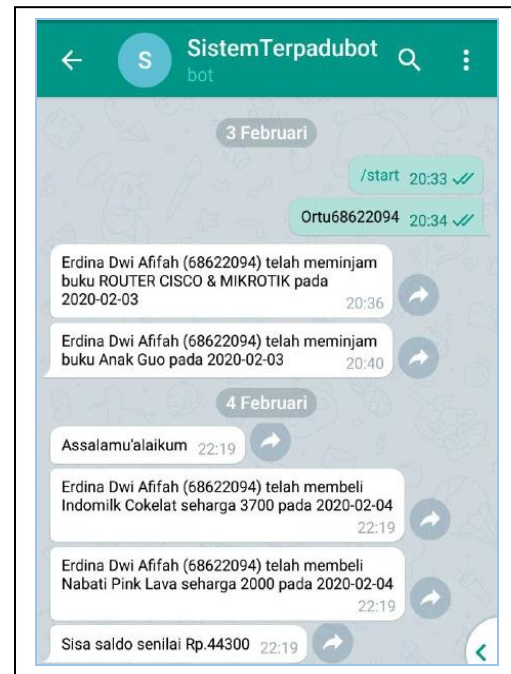 S
SistemTerpadubot
bot
3 Februari
/start 20:33
Ortu68622094 20:34
Erdina Dwi Afifah (68622094) telah meminjam
buku ROUTER CISCO & MIKROTIK pada
2020-02-03 20:36
Erdina Dwi Afifah (68622094) telah meminjam
buku Anak Guo pada 2020-02-03 20:40
4 Februari
Assalamu'alaikum 22:19
Erdina Dwi Afifah (68622094) telah membeli
Indomilk Cokelat seharga 3700 pada 2020-02-04
22:19
Erdina Dwi Afifah (68622094) telah membeli
Nabati Pink Lava seharga 2000 pada 2020-02-04
22:19
Sisa saldo senilai Rp.44300 22:19